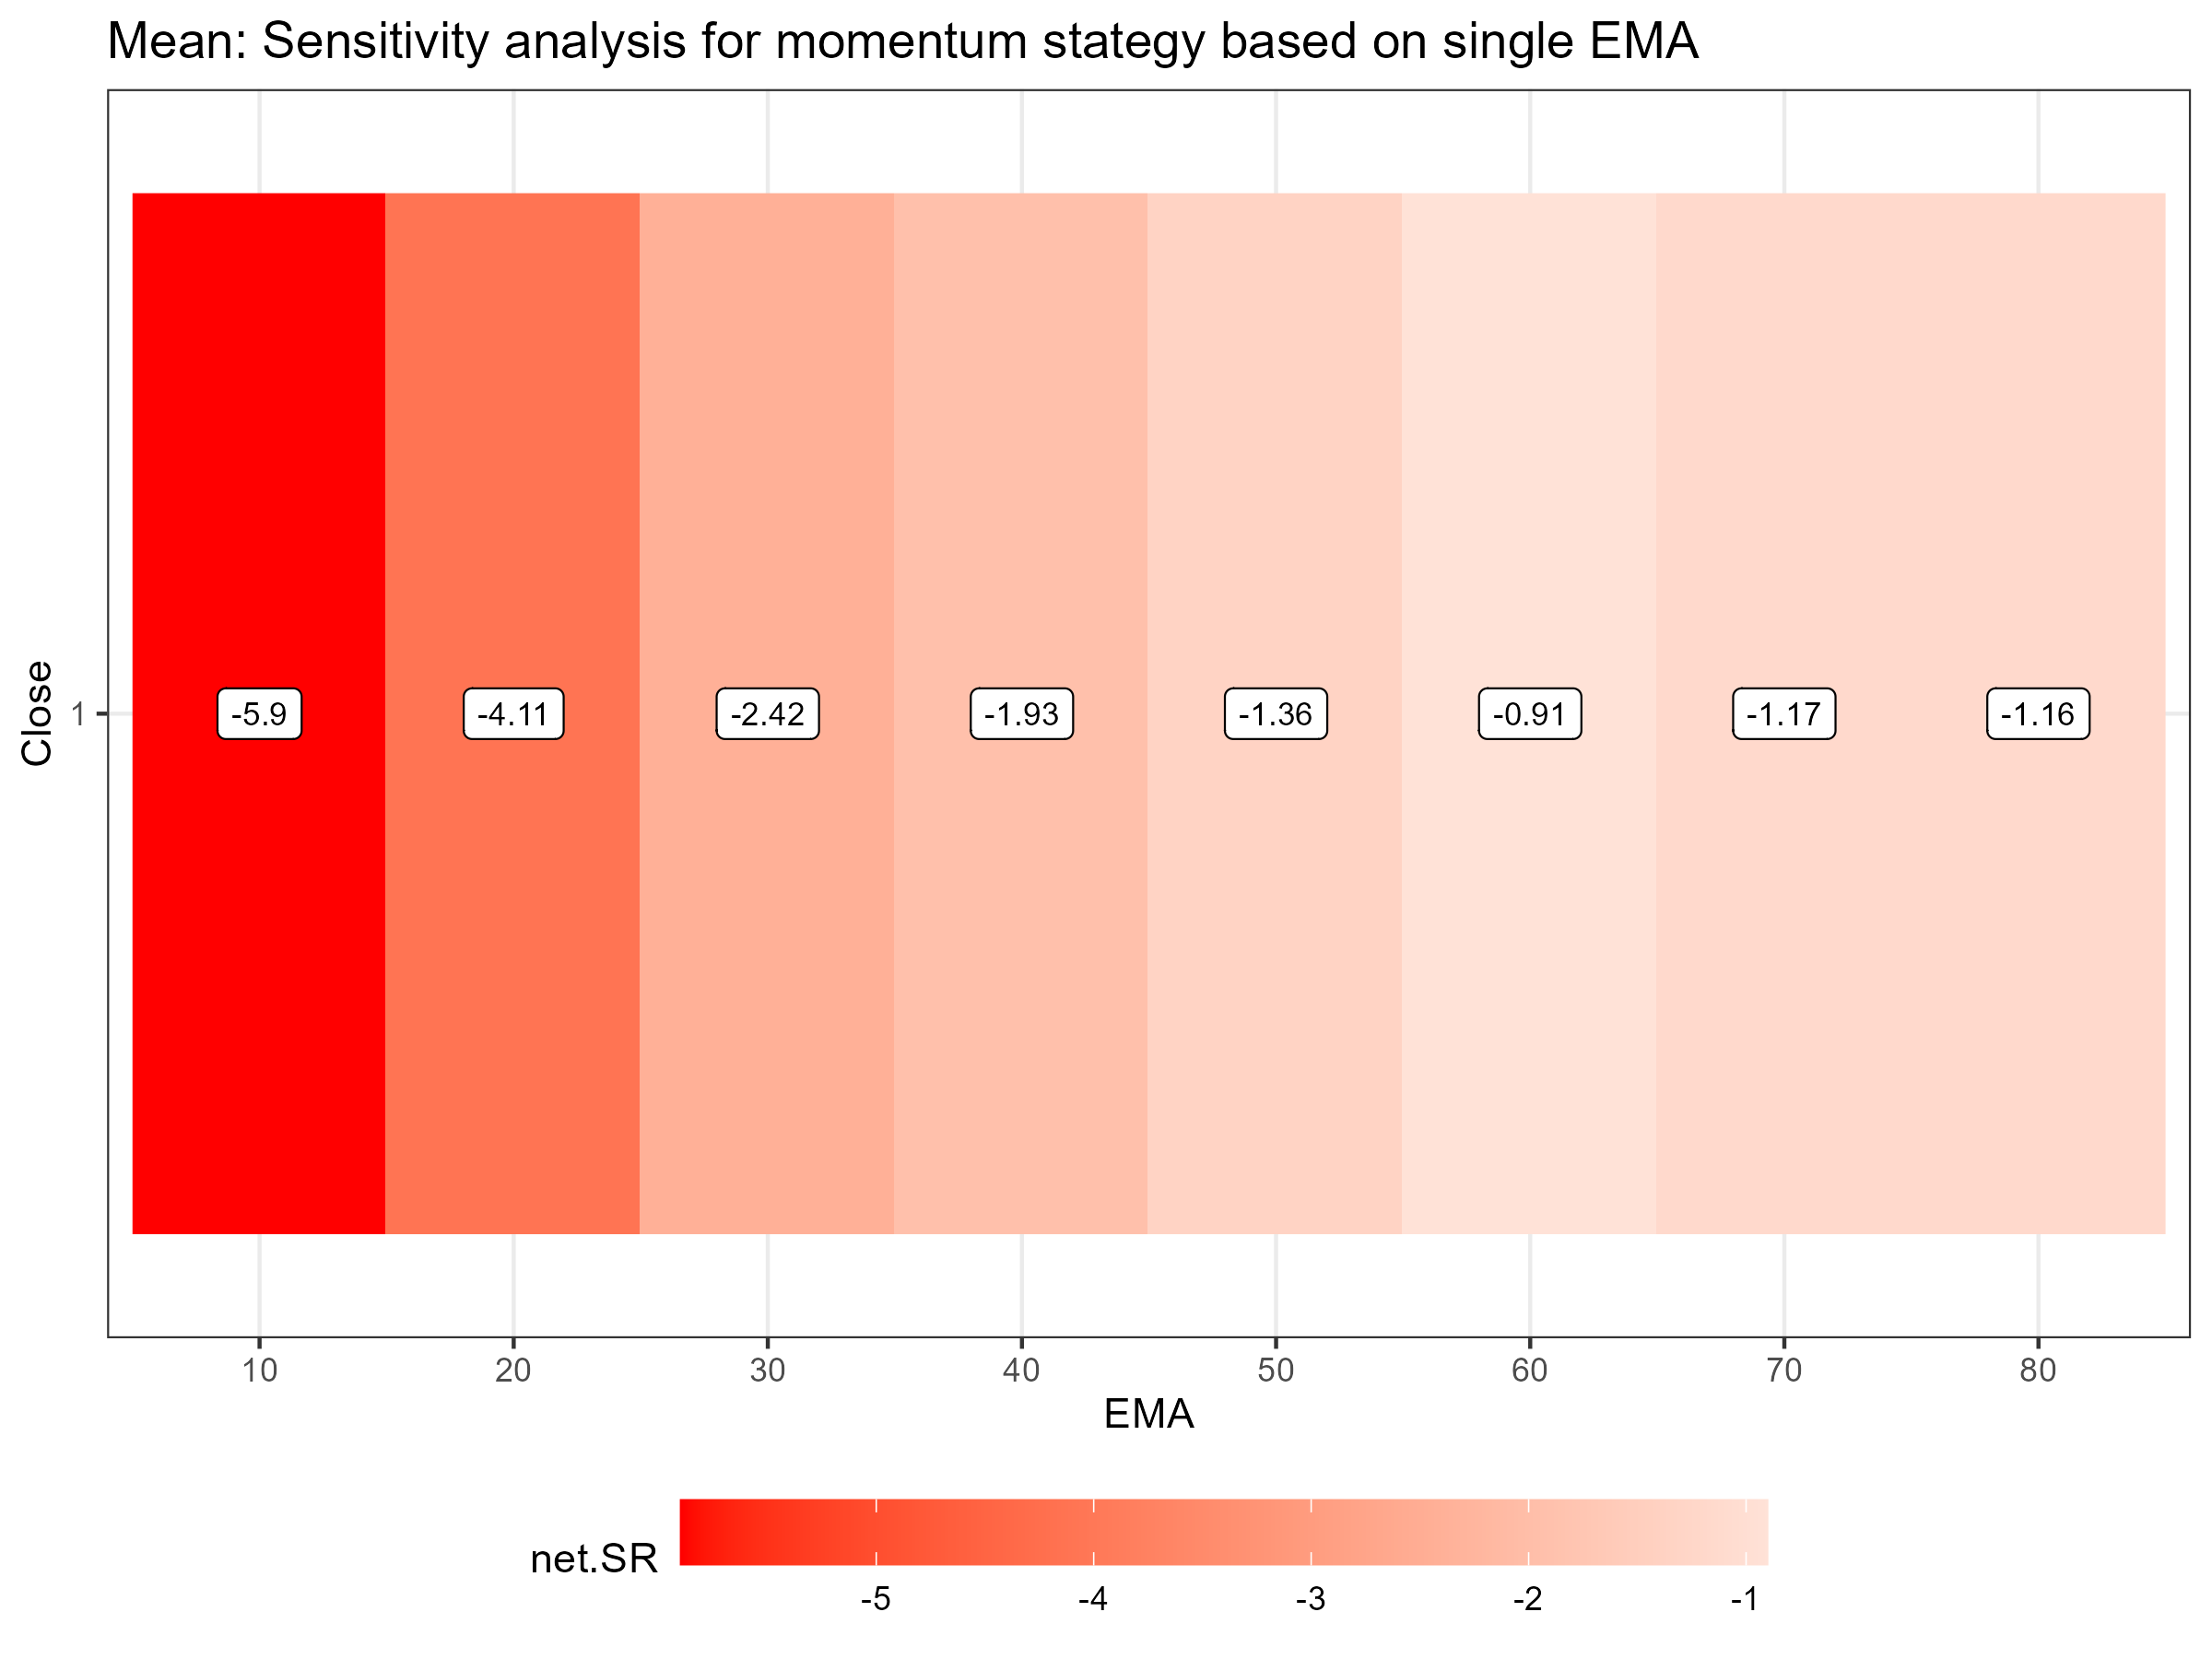 Mean: Sensitivity analysis for momentum stategy based on single EMA
Close
1
-5.9 -4.11 -2.42 -1.93 -1.36 -0.91 -1.17 -1.16
10 20 30 40 50 60 70 80
EMA
net.SR
-5 -4 -3 -2 -1